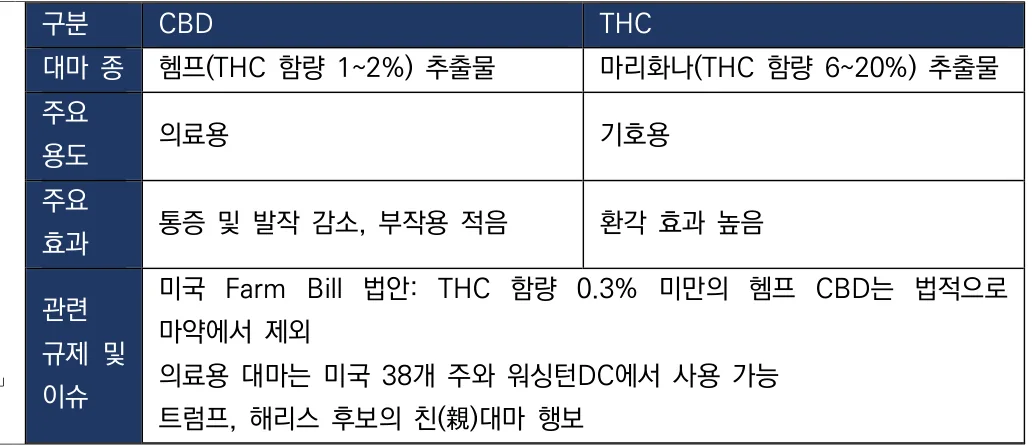 구분 CBD THC
대마 종 헴프(THC 함량 1~2%) 추출물 마리화나(THC 함량 6~20%) 추출물
주요
용도
의료용 기호용
주요
효과
통증 및 발작 감소, 부작용 적음 환각 효과 높음
관련
규제 및
이슈
미국 Farm Bill 법안: THC 함량 0.3% 미만의 헴프 CBD는 법적으로
마약에서 제외
의료용 대마는 미국 38개 주와 워싱턴DC에서 사용 가능
트럼프, 해리스 후보의 친(親)대마 행보